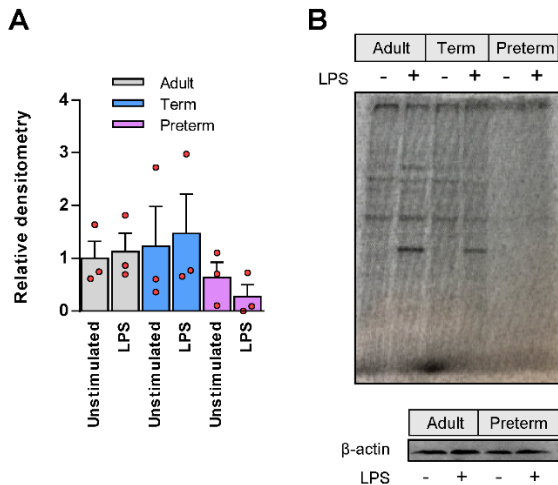 A
Relative densitometry
4
3
2
1
0
Adult
Term
Preterm
Unstimulated
LPS
Unstimulated
LPS
Unstimulated
LPS
B
Adult Term Preterm
LPS - + - + - +
Adult Preterm
β-actin
LPS - + - +